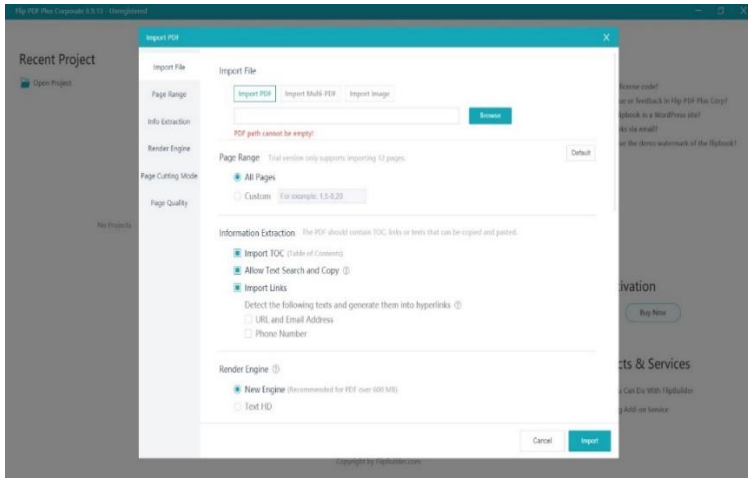 Flip PDF Plus Corporate
Import PDF
X
Recent Project
Open Project
No Projects
Import File
Page Range
Info Extraction
Render Engine
Page Cutting Mode
Page Quality
Import File
Import PDF Import Multi-PDF Import Image
Browse
PDF path cannot be empty!
Page Range Trial version only supports importing 12 pages. Default
All Pages
Custom For example: 1,5-8,20
Information Extraction The PDF should contain TOC, links or texts that can be copied and pasted.
Import TOC (Table of Contents)
Allow Text Search and Copy ?
Import Links
Detect the following texts and generate them into hyperlinks ?
URL and Email Address
Phone Number
Render Engine ?
New Engine (Recommended for PDF over 600 MB)
Text HD
Cancel Import
license code?
or feedback in Flip PDF Plus Corp?
in a WordPress site?
via email?
the demo watermark of the flipbook?
ivation
Buy Now
cts & Services
Can Do With FlipBuilder
Add-on Service
Copyright by FlipBuilder.com